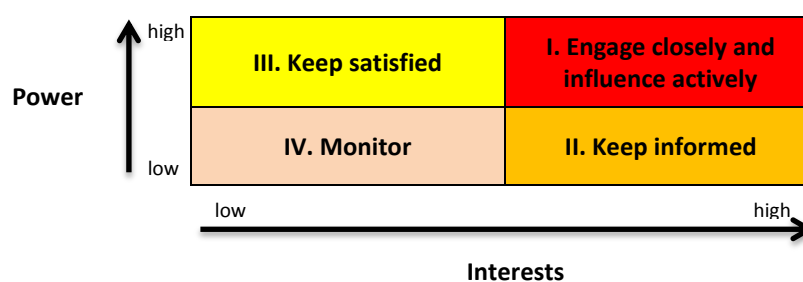 high
III. Keep satisfied
I. Engage closely and
influence actively
Power
IV. Monitor
II. Keep informed
low
low
high
Interests